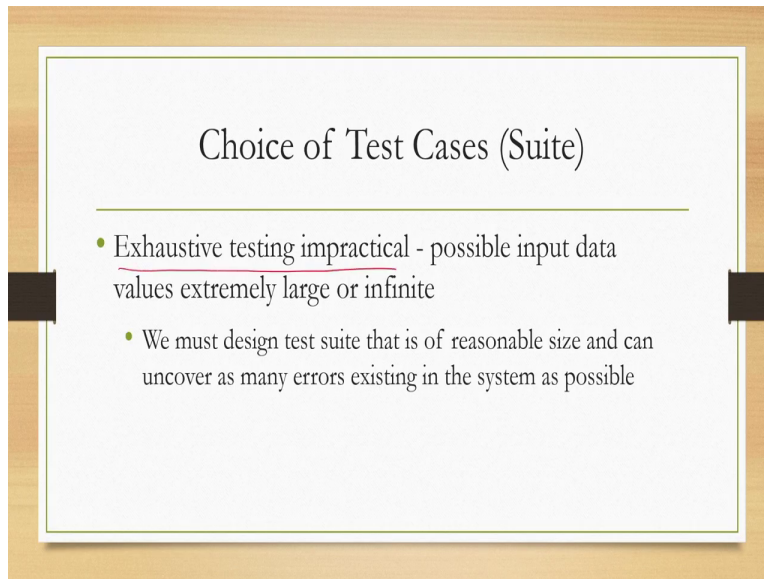 Choice of Test Cases (Suite)
• Exhaustive testing impractical - possible input data
values extremely large or infinite
• We must design test suite that is of reasonable size and can
uncover as many errors existing in the system as possible